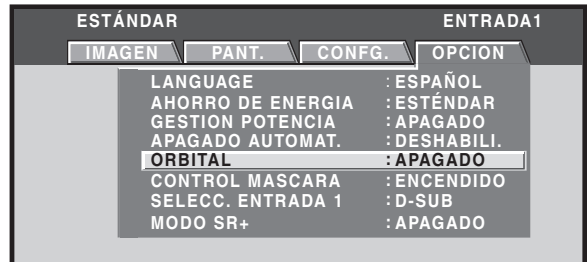 ESTÁNDAR ENTRADA1
IMAGEN PANT. CONFG. OPCION
LANGUAGE : ESPAÑOL
AHORRO DE ENERGIA : ESTÉNDAR
GESTION POTENCIA : APAGADO
APAGADO AUTOMAT. : DESHABILI.
ORBITAL : APAGADO
CONTROL MASCARA : ENCENDIDO
SELECC. ENTRADA 1 : D-SUB
MODO SR+ : APAGADO